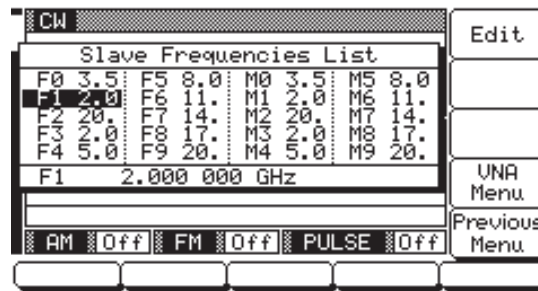 CW
Slave Frequencies List
F0 3.5 F5 8.0 M0 3.5 M5 8.0
F1 2.0 F6 11. M1 2.0 M6 11.
F2 20. F7 14. M2 20. M7 14.
F3 2.0 F8 17. M3 2.0 M8 17.
F4 5.0 F9 20. M4 5.0 M9 20.
F1 2.000 000 GHz
AM Off FM Off PULSE Off
Edit
VNA
Menu
Previous
Menu